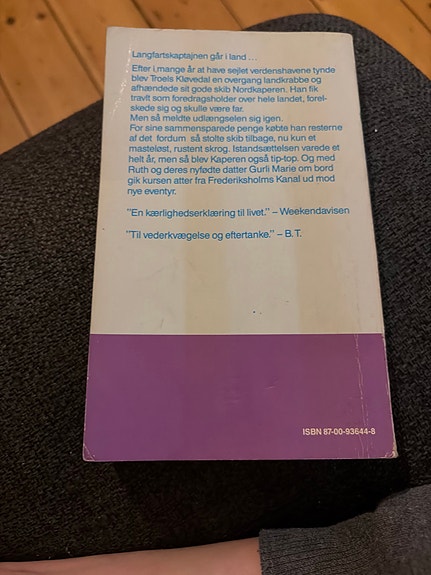 Langfartskaptajnen går i land ...
Efter i mange år at have sejlet verdenshavene tynde
blev Troels Kløvedal en overgang landkrabbe og
afhændede sit gode skib Nordkaperen. Han fik
travlt som foredragsholder over hele landet, forel-
skede sig og skulle være far.
Men så meldte udlængselen sig igen.
For sine sammensparede penge købte han resterne
af det fordum så stolte skib tilbage, nu kun et
masteløst, rustent skrog. Istandsættelsen varede et
helt år, men så blev Kaperen også tip-top. Og med
Ruth og deres nyfødte datter Gurli Marie om bord
gik kursen atter fra Frederiksholms Kanal ud mod
nye eventyr.
"En kærlighedserklæring til livet." – Weekendavisen
"Til vederkvægelse og eftertanke." – B.T.
ISBN 87-00-93644-8